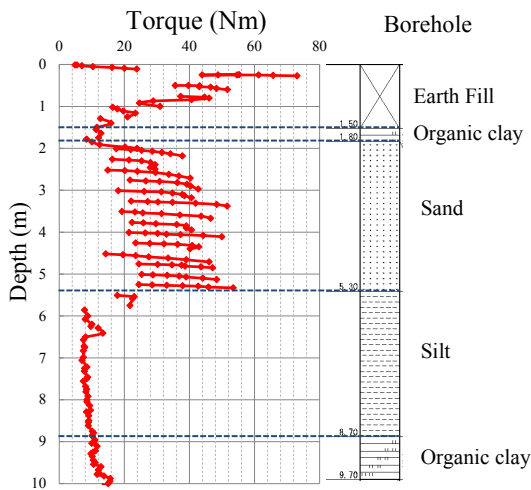 Torque (Nm)
Borehole
0 20 40 60 80
0
1
2
3
4
5
6
7
8
9
10
Depth (m)
1.50
1.80
5.30
8.70
9.70
Earth Fill
Organic clay
Sand
Silt
Organic clay